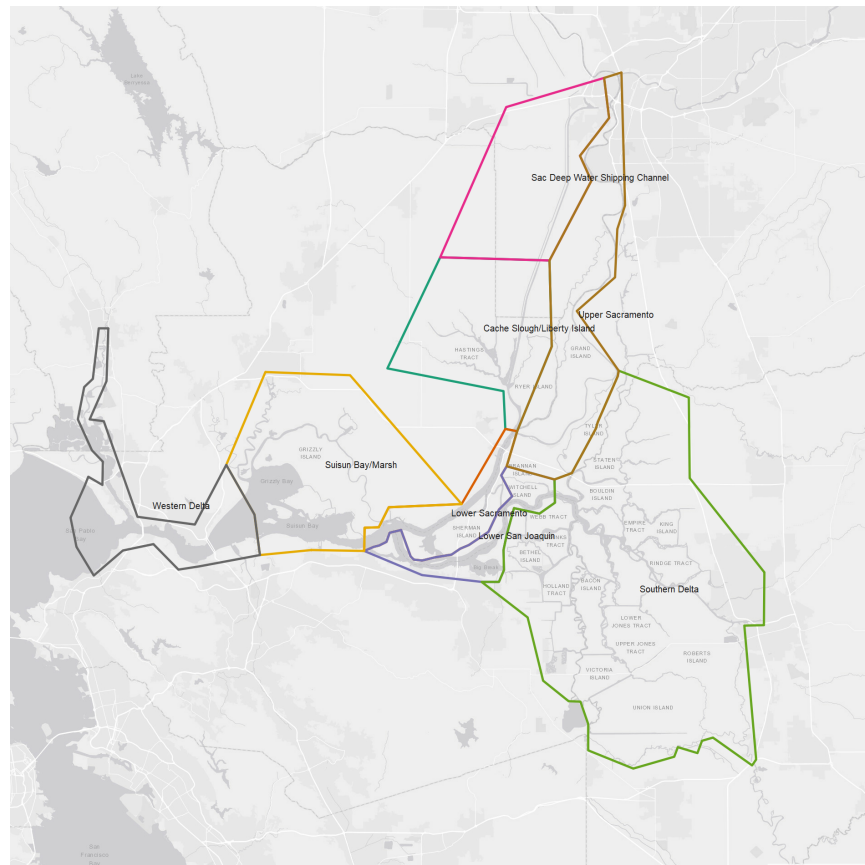 Lake
Berryessa
Sac Deep Water Shipping Channel
Upper Sacramento
Cache Slough/Liberty Island
HASTINGS
TRACT
GRAND
ISLAND
RYER ISLAND
TYLER
ISLAND
GRIZZLY
ISLAND
Suisun Bay/Marsh
BRANNAN
ISLAND
STATEN
ISLAND
Grizzly Bay
TWITCHELL
ISLAND
BOULDIN
ISLAND
Western Delta
Lower Sacramento
WEBB TRACT
San Pablo
Bay
Suisun Bay
SHERMAN
ISLAND
EMPIRE
TRACT
KING
ISLAND
Lower San Joaquin
TRACT
BETHEL
ISLAND
RINDGE TRACT
HOLLAND
TRACT
BACON
ISLAND
Southern Delta
LOWER
JONES TRACT
UPPER JONES
TRACT
ROBERTS
ISLAND
VICTORIA
ISLAND
UNION ISLAND
San
Francisco
Bay